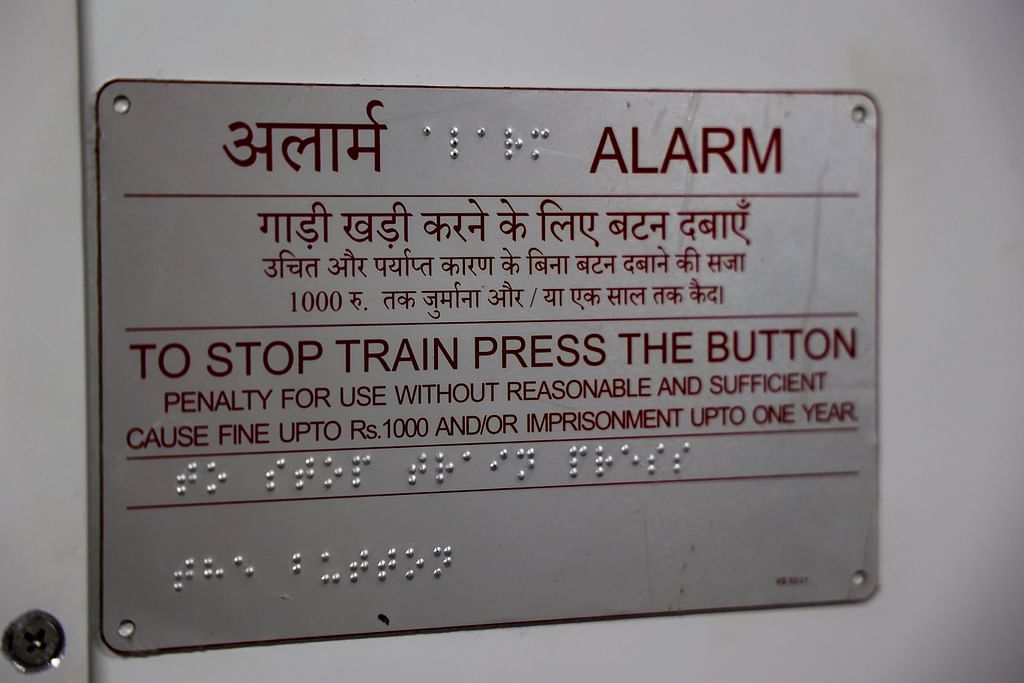 अलार्म ⠁⠇⠁⠗⠍ ALARM
गाड़ी खड़ी करने के लिए बटन दबाएँ
उचित और पर्याप्त कारण के बिना बटन दबाने की सजा
1000 रु. तक जुर्माना और / या एक साल तक कैद।
TO STOP TRAIN PRESS THE BUTTON
PENALTY FOR USE WITHOUT REASONABLE AND SUFFICIENT
CAUSE FINE UPTO Rs.1000 AND/OR IMPRISONMENT UPTO ONE YEAR.
⠞⠕ ⠎⠞⠕⠏ ⠞⠗⠁⠊⠝ ⠏⠗⠑⠎⠎
⠞⠓⠑ ⠃⠥⠞⠞⠕⠝